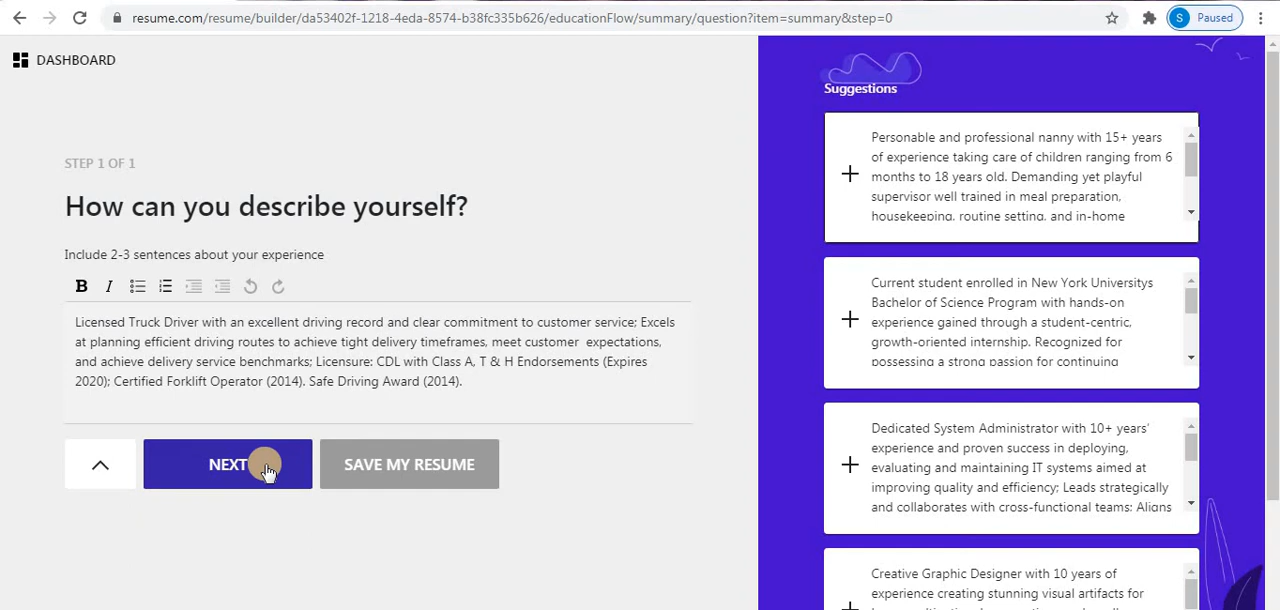 resume.com/resume/builder/da53402f-1218-4eda-8574-b38fc335b626/educationFlow/summary/question?item=summary&step=0
S Paused
DASHBOARD
STEP 1 OF 1
How can you describe yourself?
Include 2-3 sentences about your experience
B I
Licensed Truck Driver with an excellent driving record and clear commitment to customer service; Excels
at planning efficient driving routes to achieve tight delivery timeframes, meet customer expectations,
and achieve delivery service benchmarks; Licensure: CDL with Class A, T & H Endorsements (Expires
2020); Certified Forklift Operator (2014). Safe Driving Award (2014).
NEXT
SAVE MY RESUME
Suggestions
Personable and professional nanny with 15+ years
of experience taking care of children ranging from 6
months to 18 years old. Demanding yet playful
supervisor well trained in meal preparation,
housekeeping, routine setting, and in-home
Current student enrolled in New York Universitys
Bachelor of Science Program with hands-on
experience gained through a student-centric,
growth-oriented internship. Recognized for
possessing a strong passion for continuing
Dedicated System Administrator with 10+ years'
experience and proven success in deploying,
evaluating and maintaining IT systems aimed at
improving quality and efficiency; Leads strategically
and collaborates with cross-functional teams: Aligns
Creative Graphic Designer with 10 years of
experience creating stunning visual artifacts for